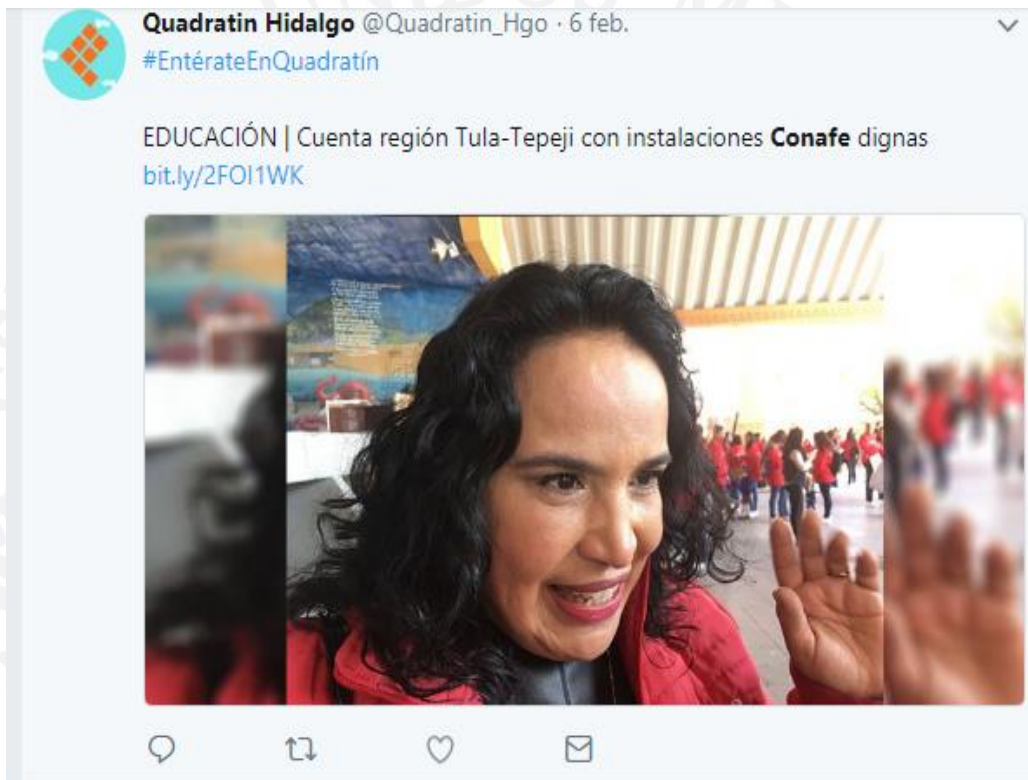 Quadratin Hidalgo @Quadratin_Hgo · 6 feb.
#EntérateEnQuadratín
EDUCACIÓN | Cuenta región Tula-Tepeji con instalaciones Conafe dignas
bit.ly/2FOI1WK